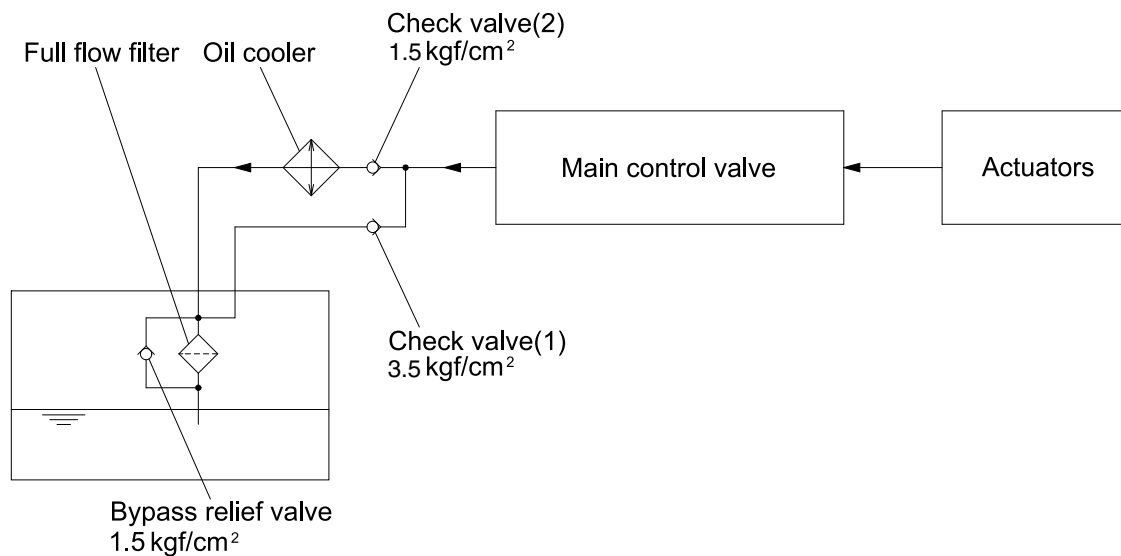 Check valve(2)
1.5 kgf/cm²
Full flow filter
Oil cooler
Main control valve
Actuators
Check valve(1)
3.5 kgf/cm²
Bypass relief valve
1.5 kgf/cm²